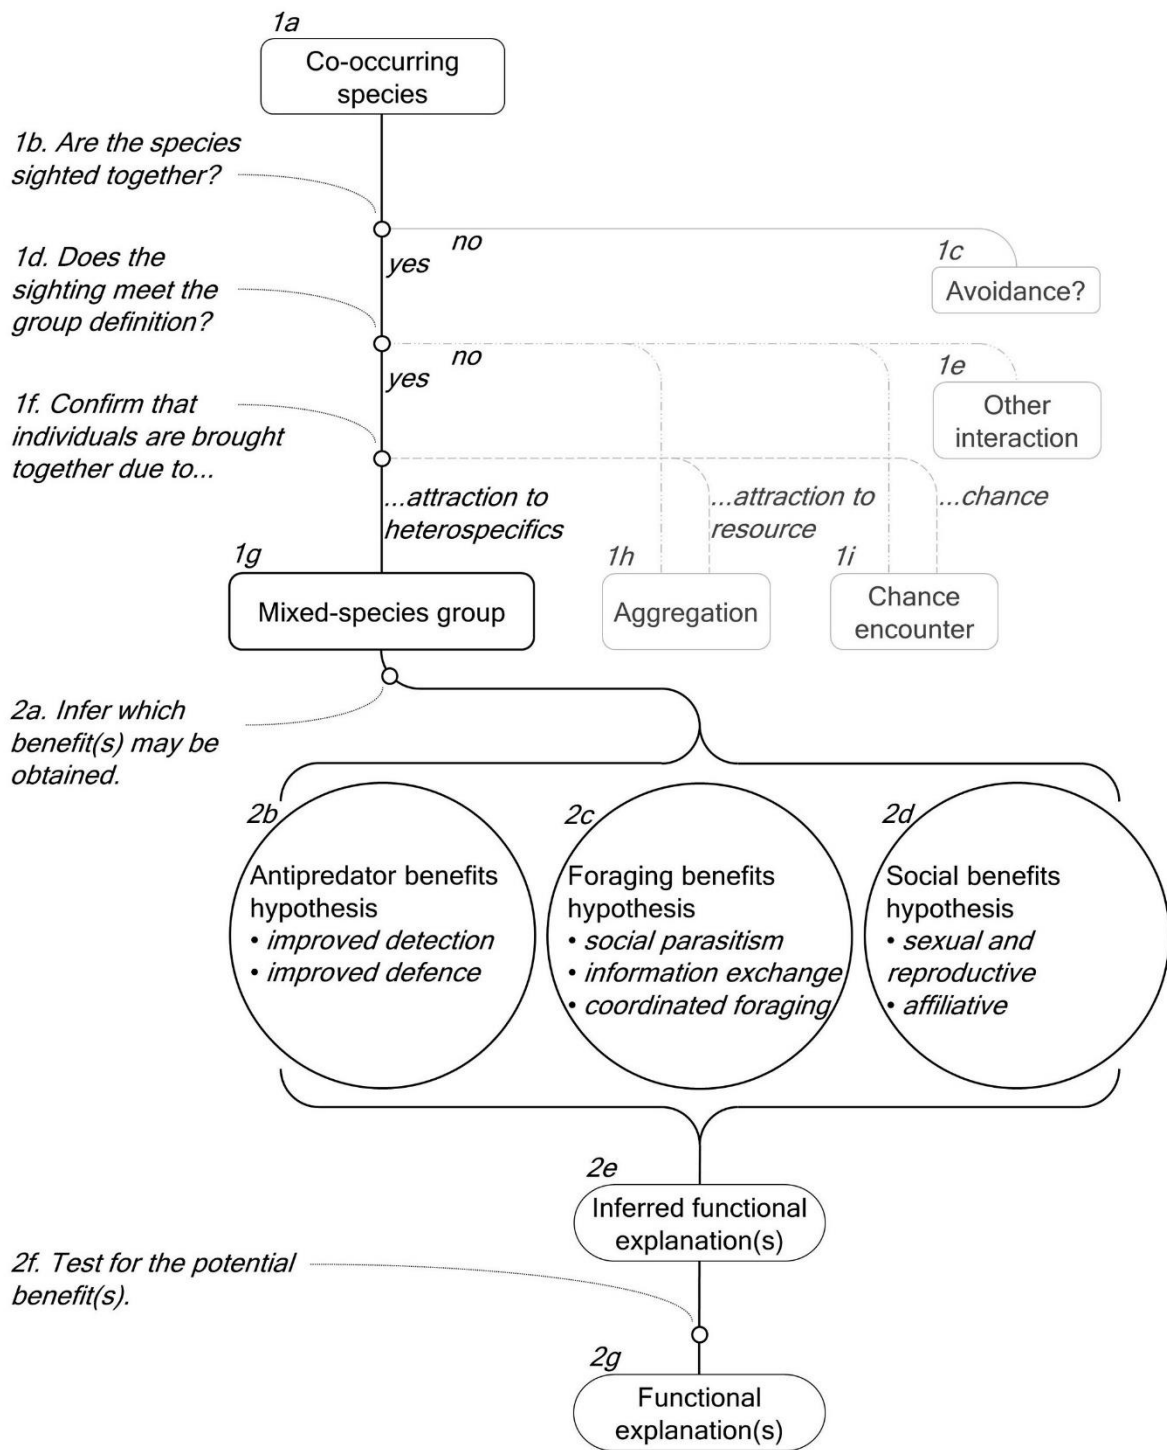 1a
Co-occurring
species
1b. Are the species
sighted together?
no
yes
1c
Avoidance?
1d. Does the
sighting meet the
group definition?
no
yes
1e
Other
interaction
1f. Confirm that
individuals are brought
together due to...
...attraction to
heterospecifics
...attraction to
resource
...chance
1g
Mixed-species group
1h
Aggregation
1i
Chance
encounter
2a. Infer which
benefit(s) may be
obtained.
2b
Antipredator benefits
hypothesis
• improved detection
• improved defence
2c
Foraging benefits
hypothesis
• social parasitism
• information exchange
• coordinated foraging
2d
Social benefits
hypothesis
• sexual and
reproductive
• affiliative
2e
Inferred functional
explanation(s)
2f. Test for the potential
benefit(s).
2g
Functional
explanation(s)